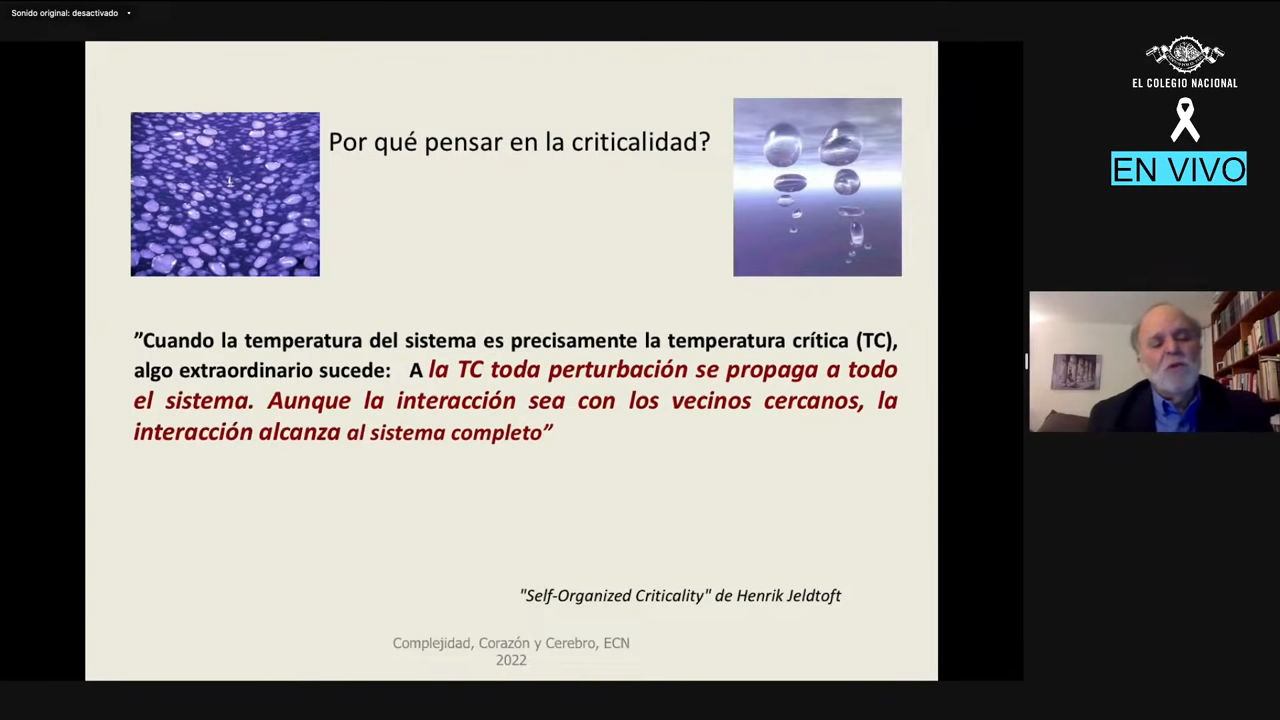 Sonido original: desactivado
EL COLEGIO NACIONAL
EN VIVO
Por qué pensar en la criticalidad?
”Cuando la temperatura del sistema es precisamente la temperatura crítica (TC),
algo extraordinario sucede: A la TC toda perturbación se propaga a todo
el sistema. Aunque la interacción sea con los vecinos cercanos, la
interacción alcanza al sistema completo”
"Self-Organized Criticality" de Henrik Jeldtoft
Complejidad, Corazón y Cerebro, ECN
2022